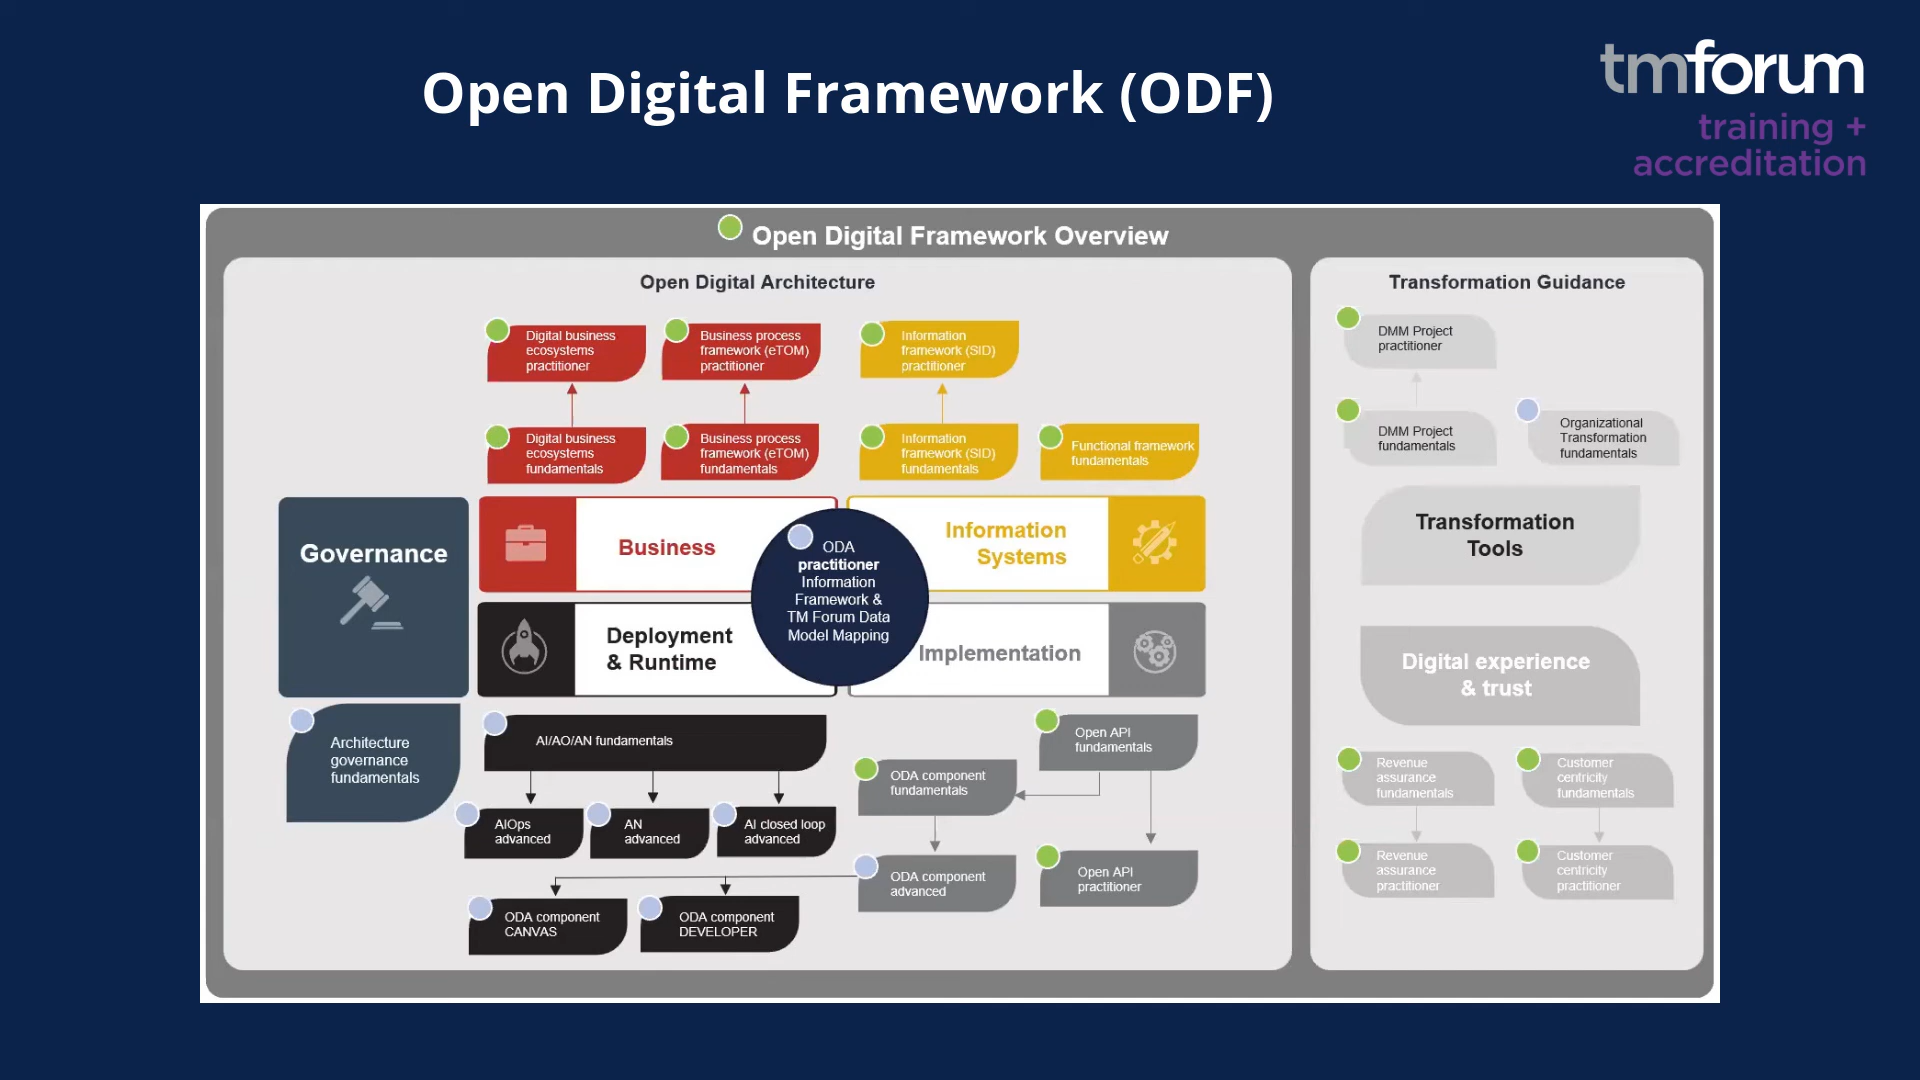 Open Digital Framework (ODF)
tmforum
training +
accreditation
Open Digital Framework Overview
Open Digital Architecture
Digital business
ecosystems
practitioner
Business process
framework (eTOM)
practitioner
Information
framework (SID)
practitioner
Digital business
ecosystems
fundamentals
Business process
framework (eTOM)
fundamentals
Information
framework (SID)
fundamentals
Functional framework
fundamentals
Governance
Business
Information
Systems
ODA
practitioner
Information
Framework &
TM Forum Data
Model Mapping
Deployment
& Runtime
Implementation
Architecture
governance
fundamentals
AI/AO/AN fundamentals
AIOps
advanced
AN
advanced
AI closed loop
advanced
Open API
fundamentals
ODA component
fundamentals
ODA component
advanced
Open API
practitioner
ODA component
CANVAS
ODA component
DEVELOPER
Transformation Guidance
DMM Project
practitioner
DMM Project
fundamentals
Organizational
Transformation
fundamentals
Transformation
Tools
Digital experience
& trust
Revenue
assurance
fundamentals
Customer
centricity
fundamentals
Revenue
assurance
practitioner
Customer
centricity
practitioner